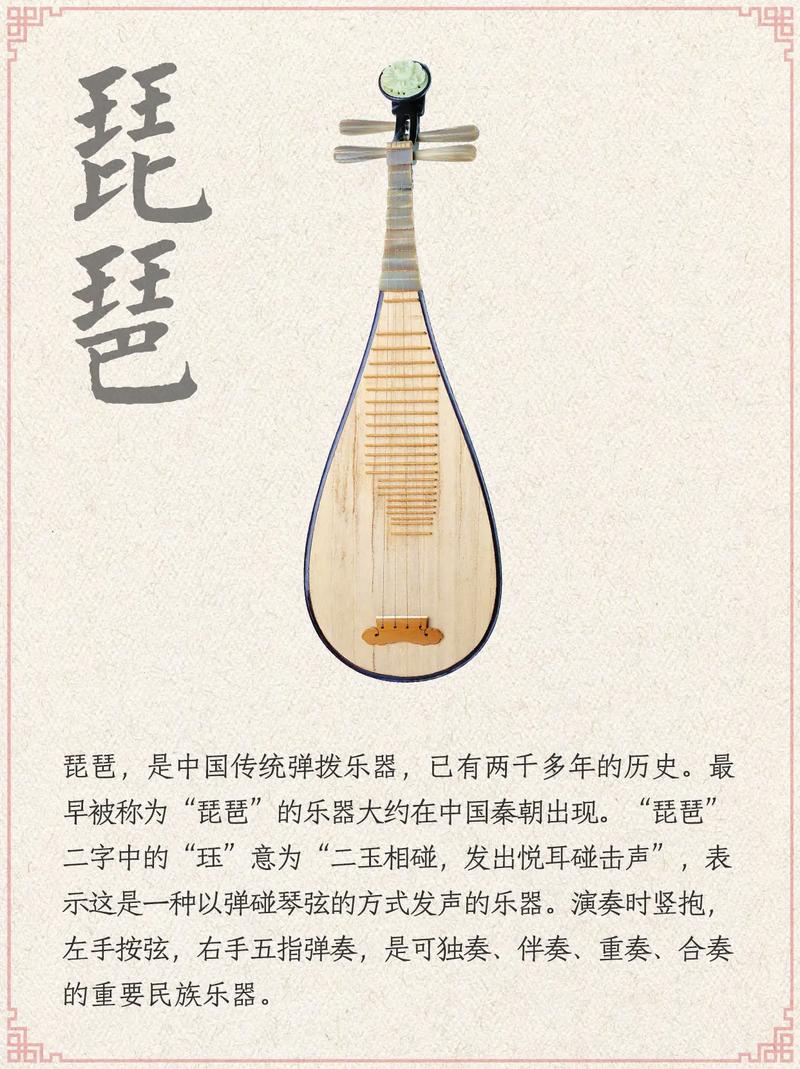 琵琶
琵琶，是中国传统弹拨乐器，已有两千多年的历史。最
早被称为“琵琶”的乐器大约在中国秦朝出现。“琵琶”
二字中的“珏”意为“二玉相碰，发出悦耳碰击声”，表
示这是一种以弹碰琴弦的方式发声的乐器。演奏时竖抱，
左手按弦，右手五指弹奏，是可独奏、伴奏、重奏、合奏
的重要民族乐器。